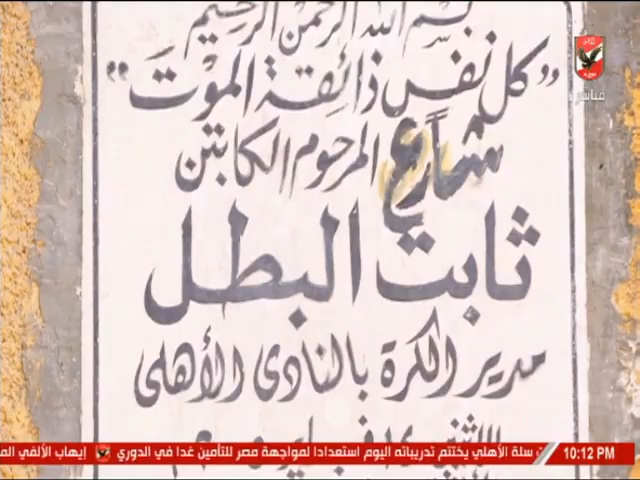 بسم الله الرحمن الرحيم
"كل نفس ذائقة الموت"
شارع المرحوم الكابتن
ثابت البطل
مدير الكرة بالنادى الأهلى
مباشر
سلة الأهلي يختتم تدريباته اليوم استعدادا لمواجهة مصر للتأمين غدا في الدوري
إيهاب الألفي
10:12 PM